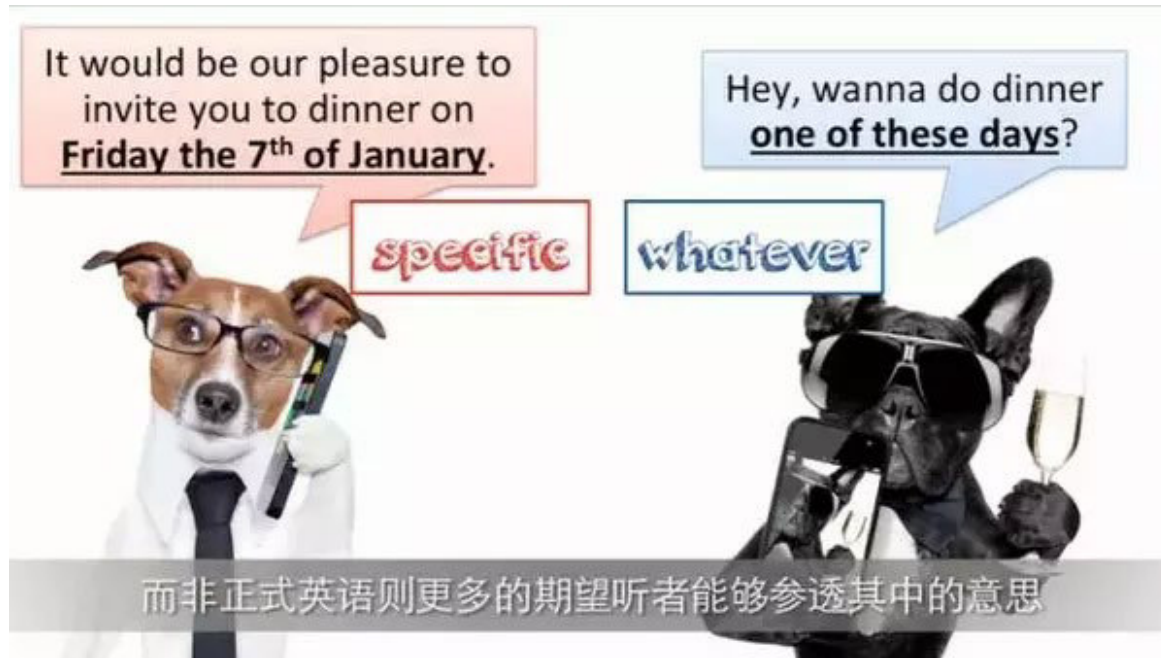 It would be our pleasure to
invite you to dinner on
Friday the 7th of January.
Hey, wanna do dinner
one of these days?
specific
whatever
而非正式英语则更多的期望听者能够参透其中的意思